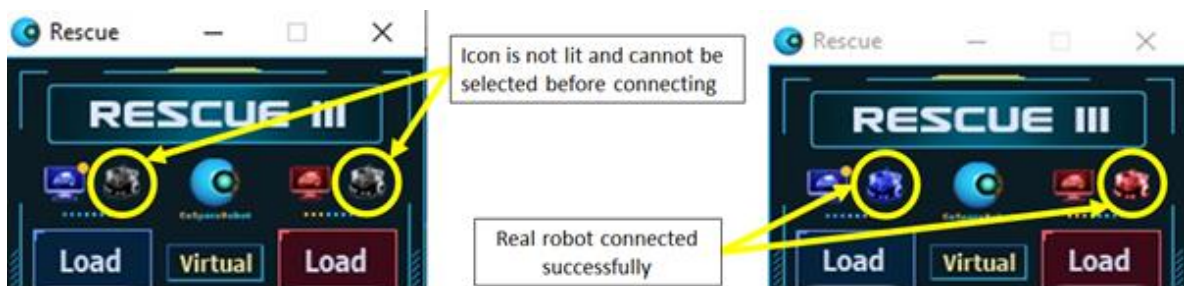 Rescue
RESCUE III
Load
Virtual
Load
Icon is not lit and cannot be
selected before connecting
Real robot connected
successfully
Rescue
RESCUE III
Load
Virtual
Load